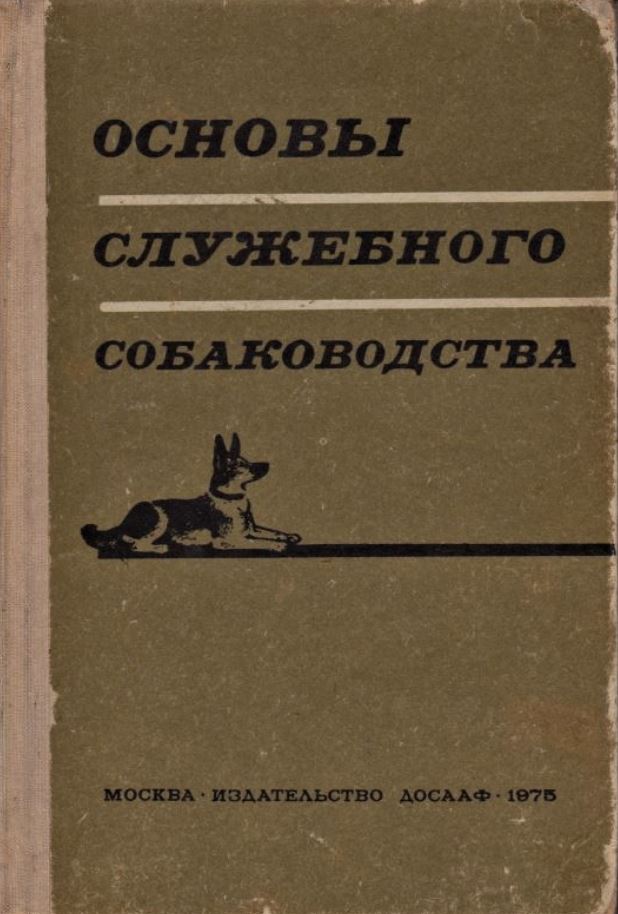 ОСНОВЫ
СЛУЖЕБНОГО
СОБАКОВОДСТВА
МОСКВА · ИЗДАТЕЛЬСТВО ДОСААФ · 1975